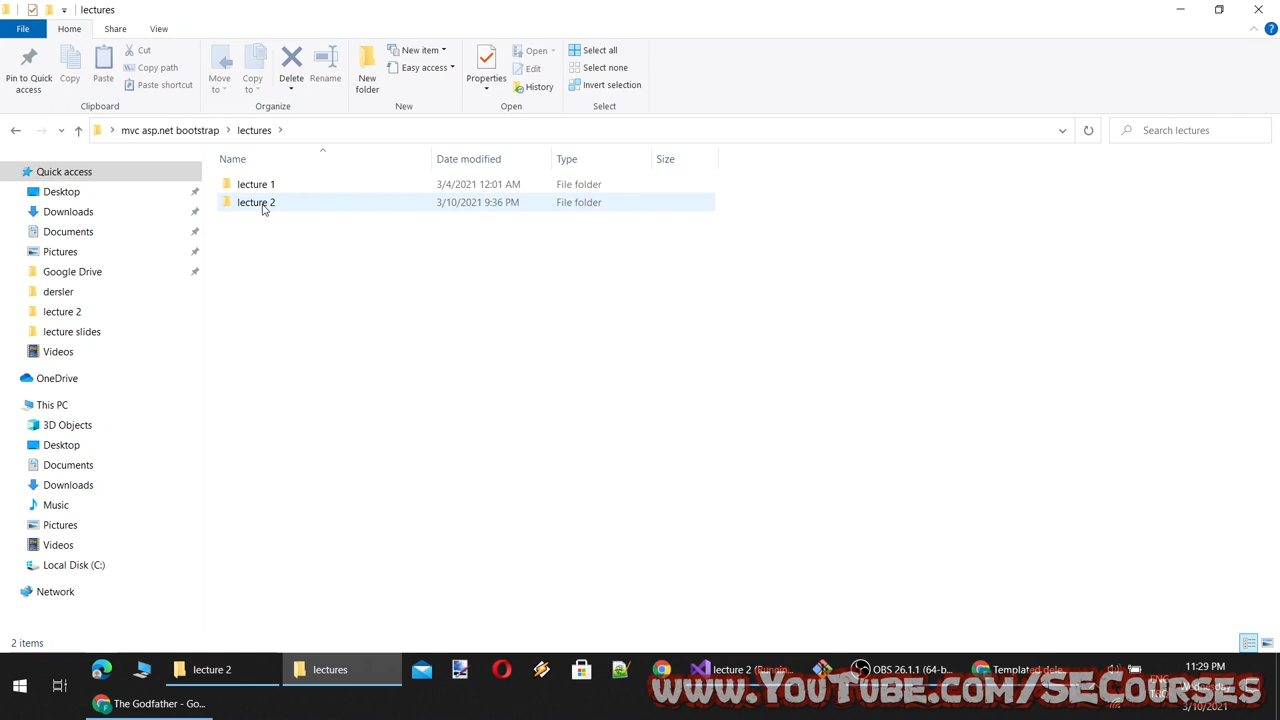 lectures
File
Home
Share
View
Pin to Quick access
Copy
Paste
Cut
Copy path
Paste shortcut
Clipboard
Move to
Copy to
Delete
Rename
Organize
New folder
New item
Easy access
New
Properties
Open
Edit
History
Open
Select all
Select none
Invert selection
Select
mvc asp.net bootstrap
lectures
Search lectures
Name
Date modified
Type
Size
lecture 1 3/4/2021 12:01 AM File folder
lecture 2 3/10/2021 9:36 PM File folder
Quick access
Desktop
Downloads
Documents
Pictures
Google Drive
dersler
lecture 2
lecture slides
Videos
OneDrive
This PC
3D Objects
Desktop
Documents
Downloads
Music
Pictures
Videos
Local Disk (C:)
Network
2 items
lecture 2
lectures
lecture 2 (Runnin...
OBS 26.1.1 (64-b...
Templated dele...
ENG
11:29 PM
Wednesday
3/10/2021
The Godfather - Go...
www.YouTube.com/SECourses